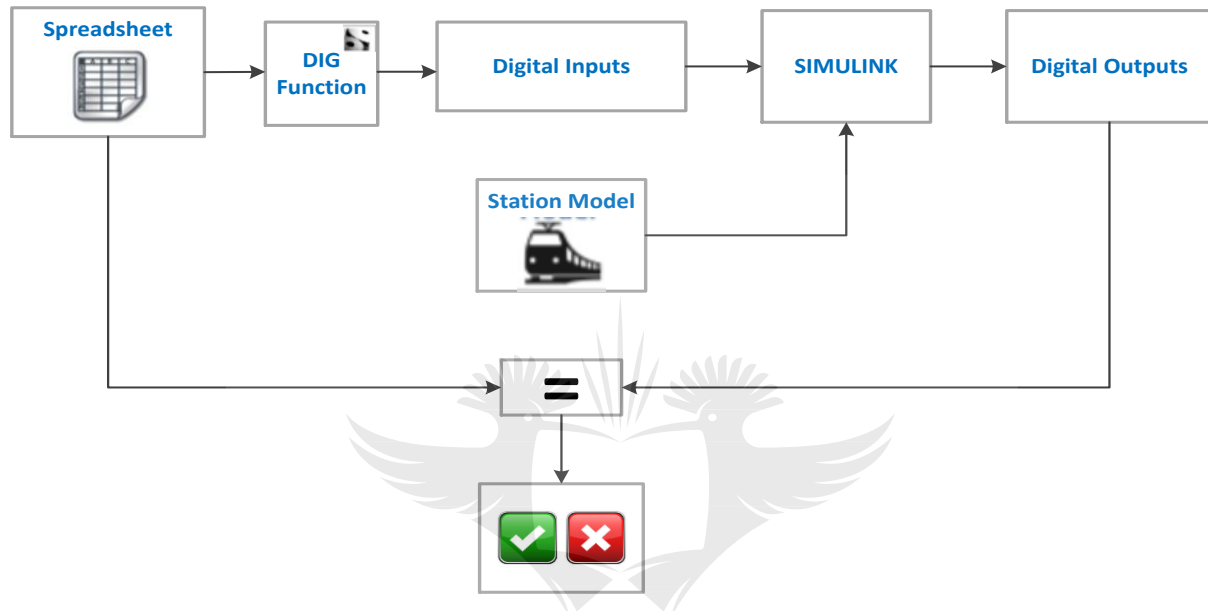 Spreadsheet
DIG
Function
Digital Inputs
SIMULINK
Digital Outputs
Station Model
=